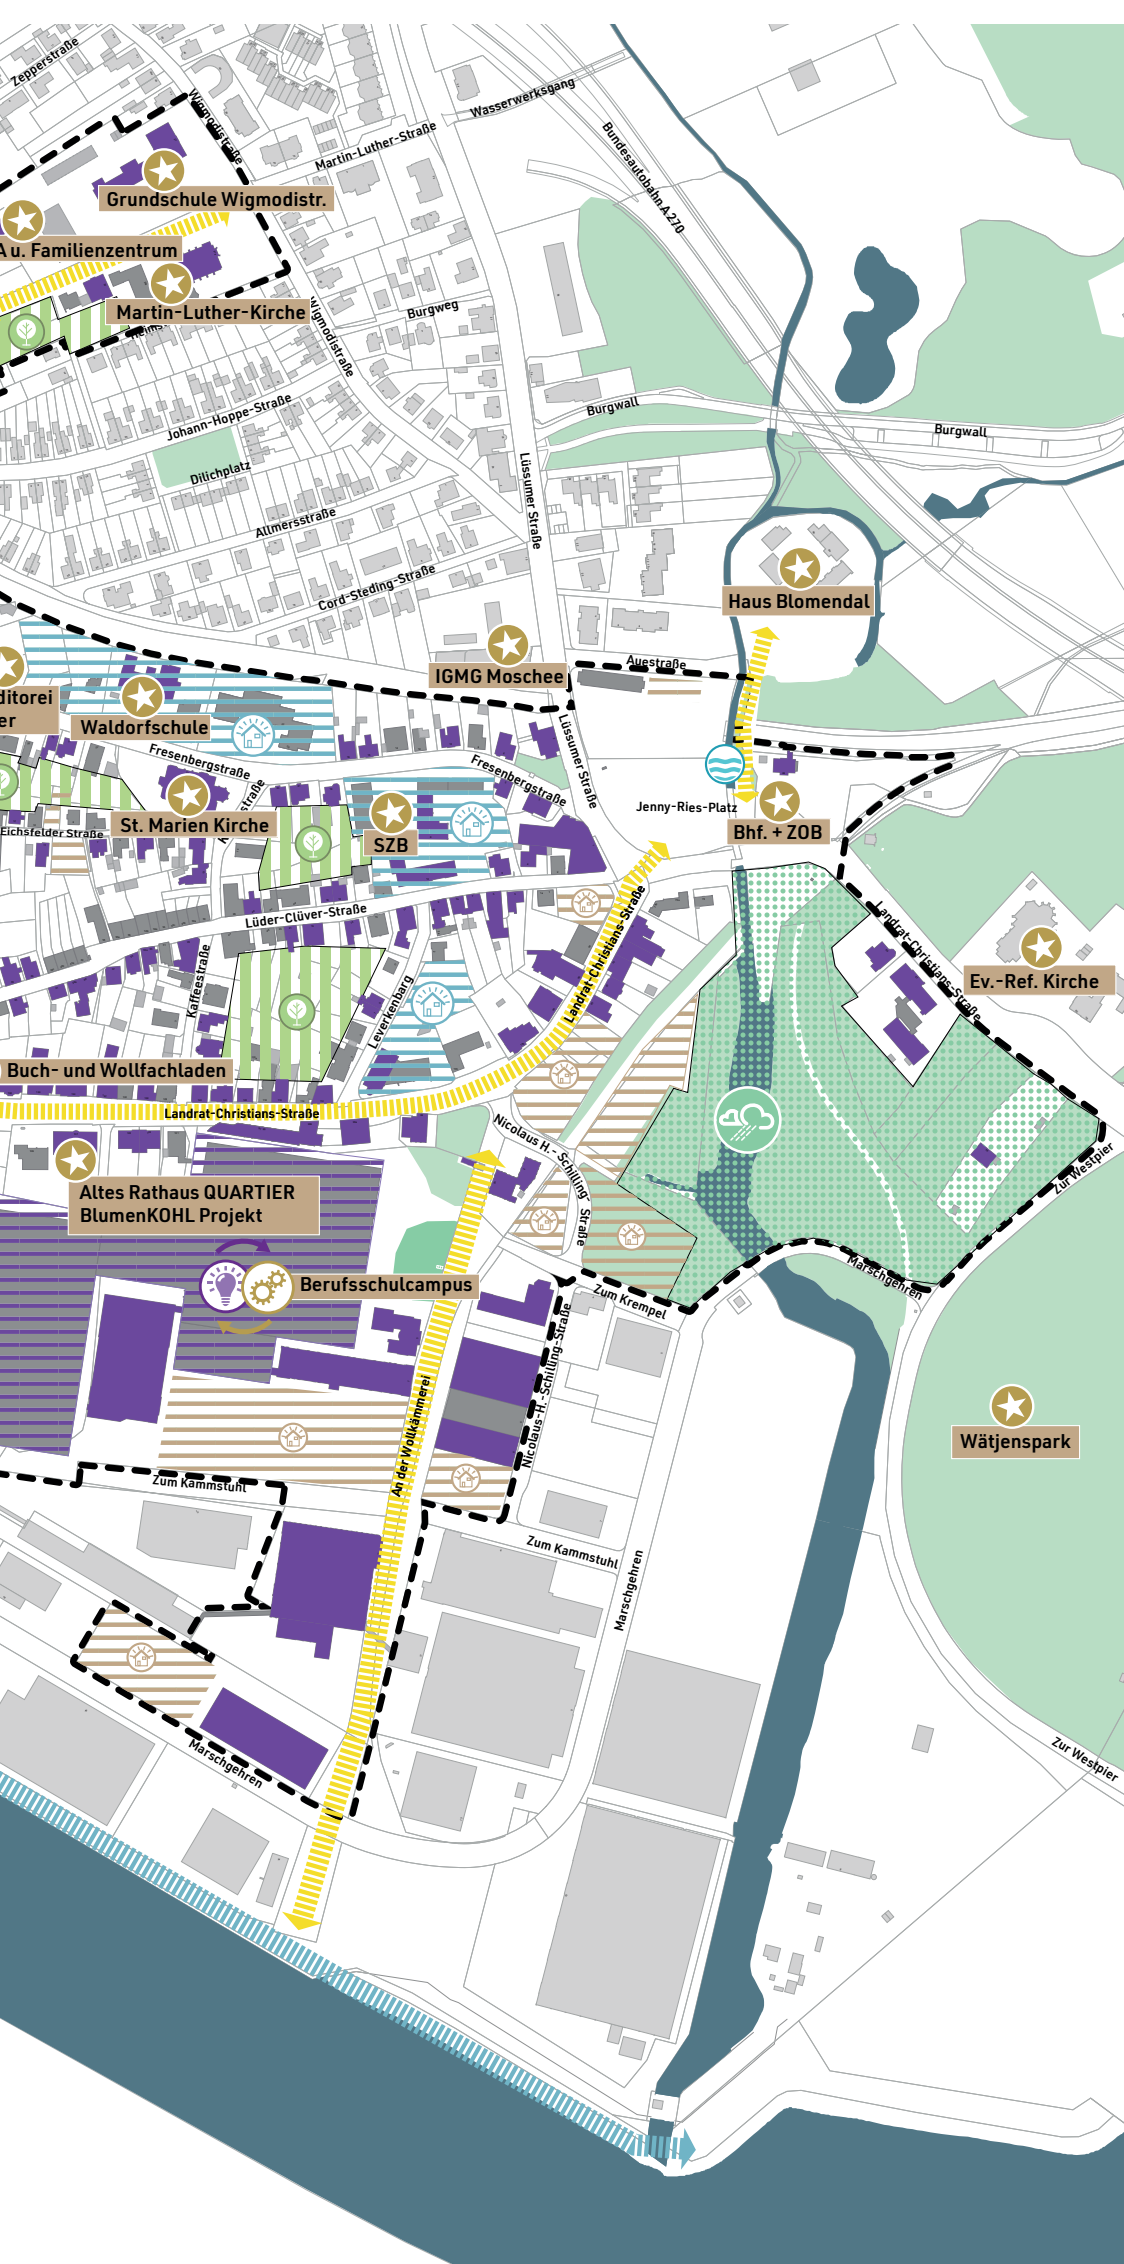 Zepperstraße
Wigmodistraße
Wasserwerksgang
Martin-Luther-Straße
Bundesautobahn A 270
Grundschule Wigmodistr.
A u. Familienzentrum
Martin-Luther-Kirche
Wigmodistraße
Burgweg
Johann-Hoppe-Straße
Burgwall
Burgwall
Dilichplatz
Lüssumer Straße
Allmersstraße
Cord-Steding-Straße
Haus Blomendal
IGMG Moschee
Auestraße
ditorei
er
Waldorfschule
Lüssumer Straße
Fresenbergstraße
Fresenbergstraße
straße
Jenny-Ries-Platz
St. Marien Kirche
Eichsfelder Straße
SZB
Bhf. + ZOB
Lüder-Clüver-Straße
Landrat-Christians-Straße
Landrat-Christians-Straße
Kaffeestraße
Leverkenbarg
Ev.-Ref. Kirche
Buch- und Wollfachladen
Landrat-Christians-Straße
Nicolaus H.- Schilling- Straße
Zur Westpier
Altes Rathaus QUARTIER
BlumenKOHL Projekt
Berufsschulcampus
Marschgehren
Zum Krempel
Nicolaus-H.-Schilling-Straße
An der Wollkämmerei
Wätjenspark
Zum Kammstuhl
Zum Kammstuhl
Marschgehren
Marschgehren
Zur Westpier